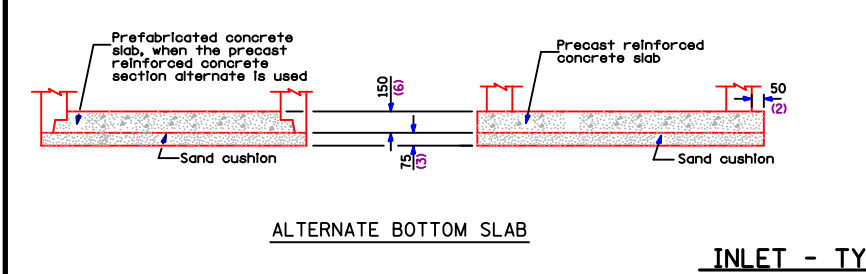 Prefabricated concrete
slab, when the precast
reinforced concrete
section alternate is used
Precast reinforced
concrete slab
150
(6)
50
(2)
75
(3)
Sand cushion
Sand cushion
ALTERNATE BOTTOM SLAB
INLET - TY